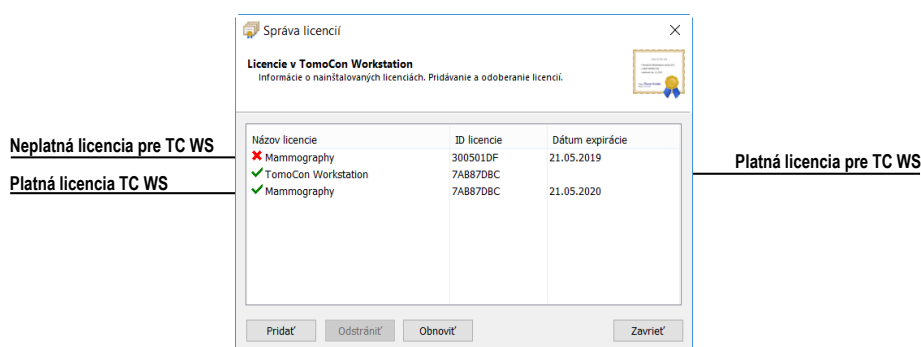 Správa licencií
Licencie v TomoCon Workstation
Informácie o nainštalovaných licenciách. Pridávanie a odoberanie licencií.
Neplatná licencia pre TC WS
Platná licencia TC WS
Názov licencie ID licencie Dátum expirácie
Mammography 300501DF 21.05.2019
TomoCon Workstation 7AB87DBC
Mammography 7AB87DBC 21.05.2020
Platná licencia pre TC WS
Pridať Odstrániť Obnoviť Zavrieť